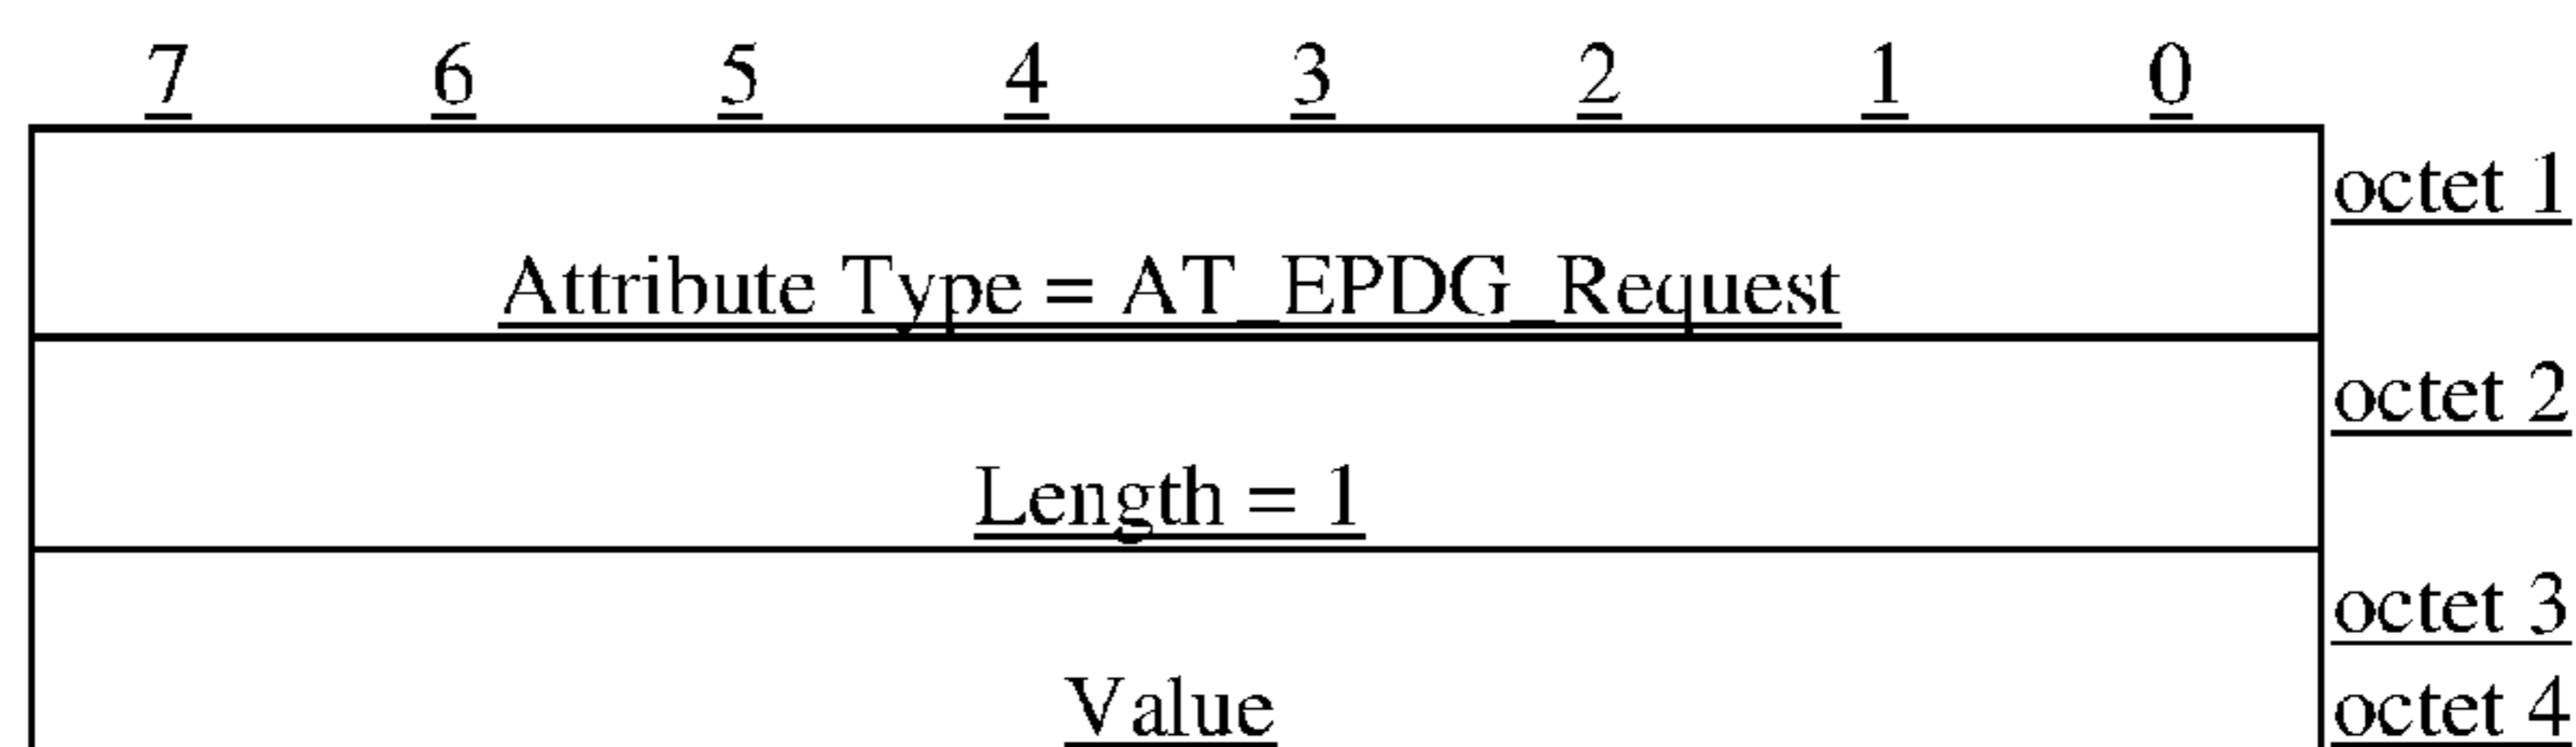 7 6 5 4 3 2 1 0
octet 1
Attribute Type = AT_EPDG_Request
octet 2
Length = 1
octet 3
Value octet 4